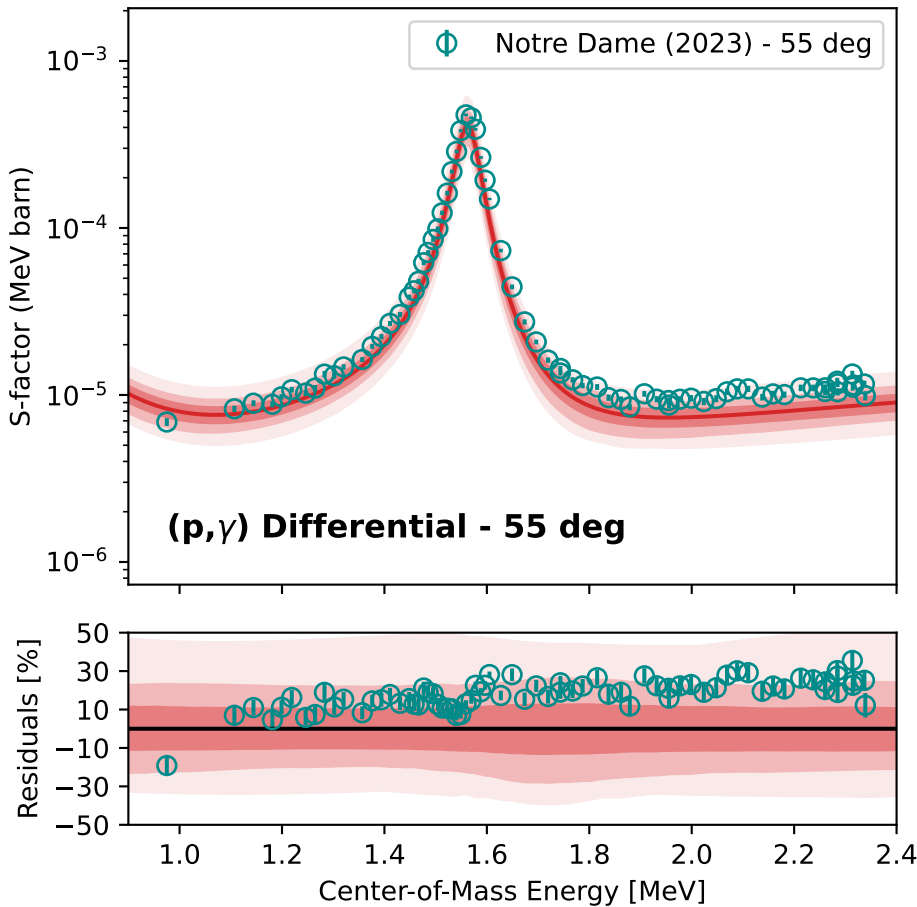 Notre Dame (2023) - 55 deg
10⁻³
10⁻⁴
10⁻⁵
10⁻⁶
S-factor (MeV barn)
(p,γ) Differential - 55 deg
50
30
10
−10
−30
−50
Residuals [%]
1.0 1.2 1.4 1.6 1.8 2.0 2.2 2.4
Center-of-Mass Energy [MeV]